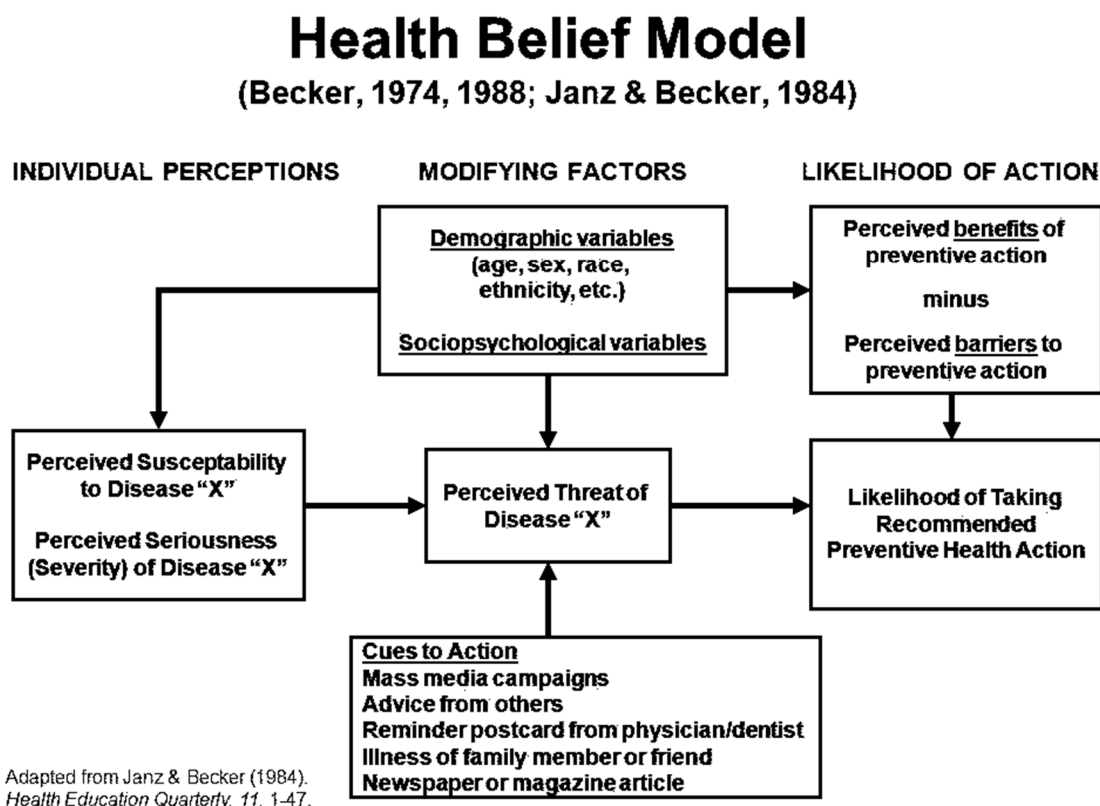 Health Belief Model
(Becker, 1974, 1988; Janz & Becker, 1984)
INDIVIDUAL PERCEPTIONS
MODIFYING FACTORS
LIKELIHOOD OF ACTION
Demographic variables
(age, sex, race,
ethnicity, etc.)
Sociopsychological variables
Perceived benefits of
preventive action
minus
Perceived barriers to
preventive action
Perceived Susceptability
to Disease “X”
Perceived Seriousness
(Severity) of Disease “X”
Perceived Threat of
Disease “X”
Likelihood of Taking
Recommended
Preventive Health Action
Cues to Action
Mass media campaigns
Advice from others
Reminder postcard from physician/dentist
Illness of family member or friend
Newspaper or magazine article
Adapted from Janz & Becker (1984).
Health Education Quarterly, 11, 1-47.